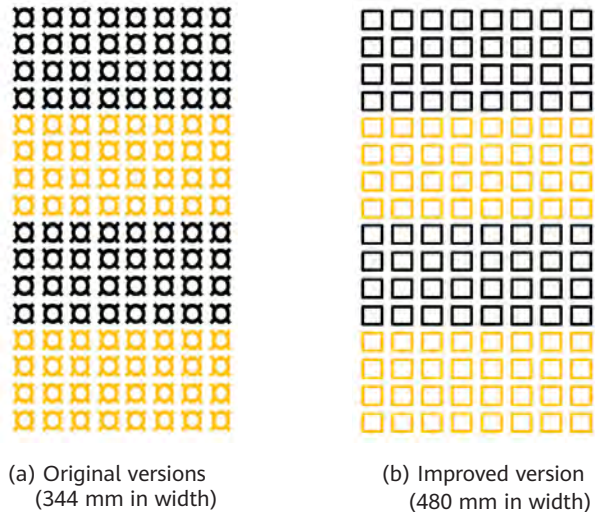 (a) Original versions
(344 mm in width)
(b) Improved version
(480 mm in width)